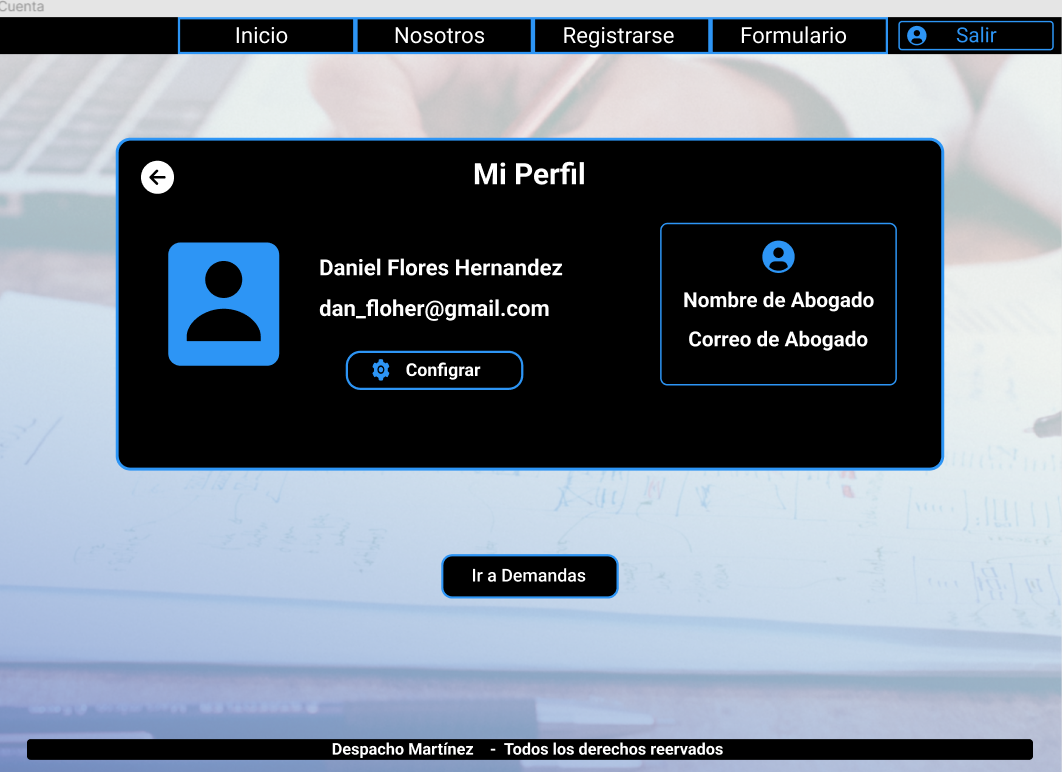 Cuenta
Inicio
Nosotros
Registrarse
Formulario
Salir
Mi Perfil
Daniel Flores Hernandez
dan_floher@gmail.com
Configrar
Nombre de Abogado
Correo de Abogado
Ir a Demandas
Despacho Martínez - Todos los derechos reervados